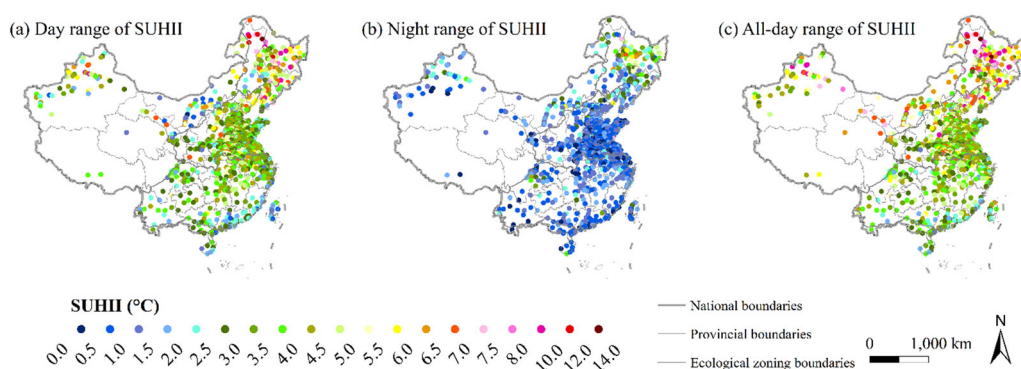 (a) Day range of SUHII
(b) Night range of SUHII
(c) All-day range of SUHII
SUHII (°C)
0.0 0.5 1.0 1.5 2.0 2.5 3.0 3.5 4.0 4.5 5.0 5.5 6.0 6.5 7.0 7.5 8.0 10.0 12.0 14.0
National boundaries
Provincial boundaries
Ecological zoning boundaries
0 1,000 km
N